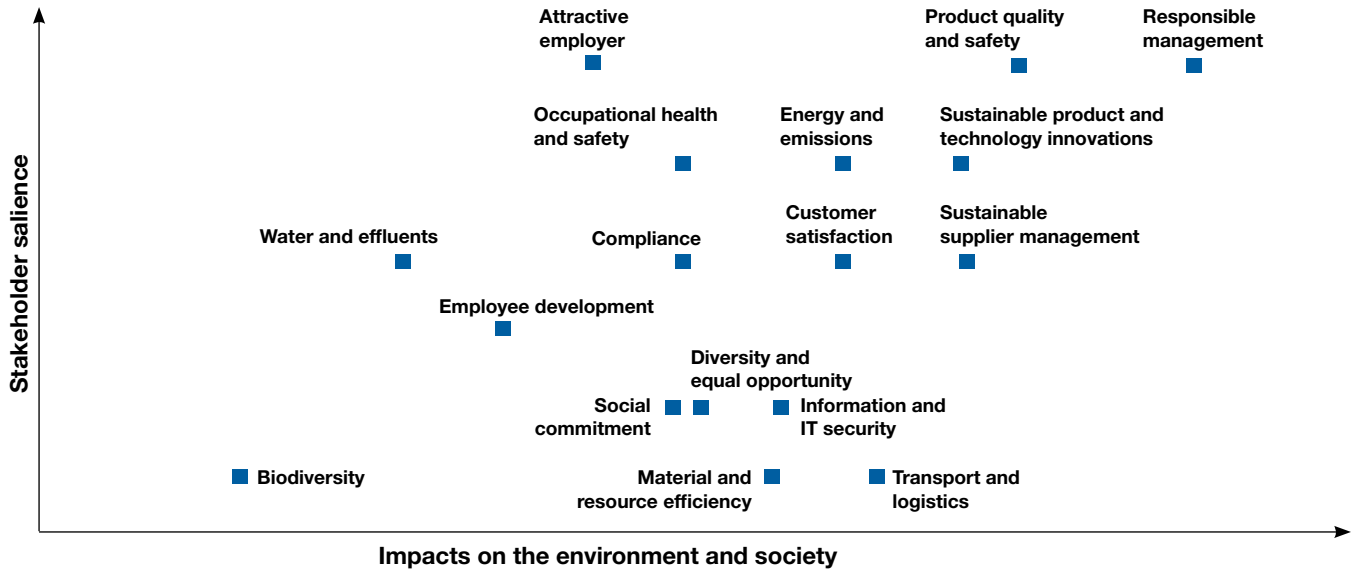 Attractive
employer
Product quality
and safety
Responsible
management
Occupational health
and safety
Energy and
emissions
Sustainable product and
technology innovations
Water and effluents
Compliance
Customer
satisfaction
Sustainable
supplier management
Employee development
Diversity and
equal opportunity
Social
commitment
Information and
IT security
Biodiversity
Material and
resource efficiency
Transport and
logistics
Stakeholder salience
Impacts on the environment and society